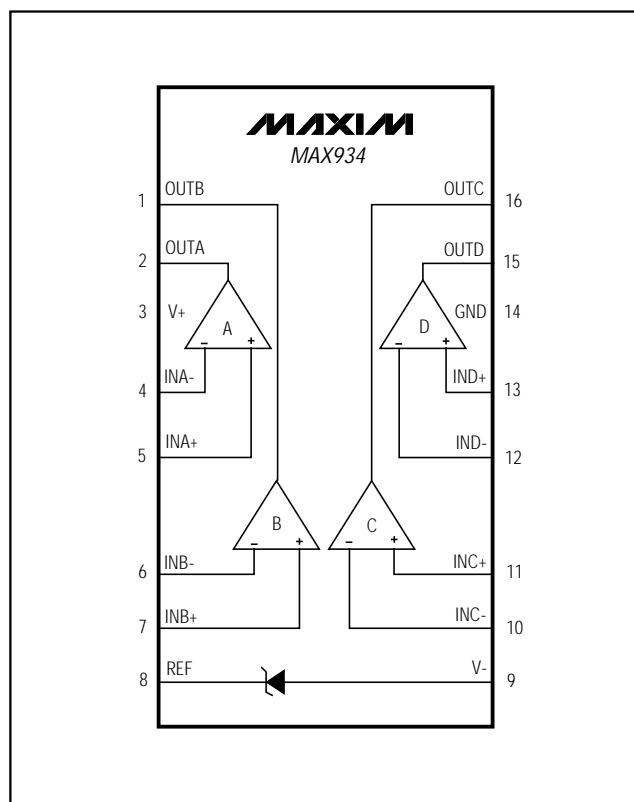 MAXIM
MAX934
1 OUTB OUTC 16
2 OUTA OUTD 15
3 V+ A D GND 14
- + - +
4 INA- IND+ 13
5 INA+ IND- 12
B C
- + - +
6 INB- INC+ 11
7 INB+ INC- 10
8 REF V- 9